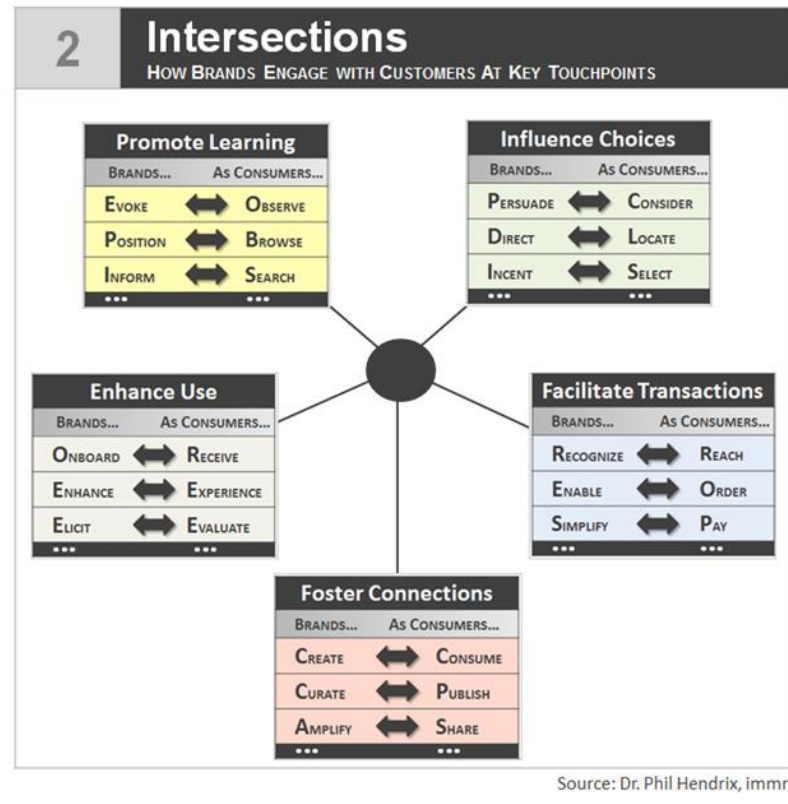 2
Intersections
HOW BRANDS ENGAGE WITH CUSTOMERS AT KEY TOUCHPOINTS
Promote Learning
BRANDS... AS CONSUMERS...
EVOKE OBSERVE
POSITION BROWSE
INFORM SEARCH
... ...
Influence Choices
BRANDS... AS CONSUMERS...
PERSUADE CONSIDER
DIRECT LOCATE
INCENT SELECT
... ...
Enhance Use
BRANDS... AS CONSUMERS...
ONBOARD RECEIVE
ENHANCE EXPERIENCE
ELICIT EVALUATE
... ...
Facilitate Transactions
BRANDS... AS CONSUMERS...
RECOGNIZE REACH
ENABLE ORDER
SIMPLIFY PAY
... ...
Foster Connections
BRANDS... AS CONSUMERS...
CREATE CONSUME
CURATE PUBLISH
AMPLIFY SHARE
... ...
Source: Dr. Phil Hendrix, immr